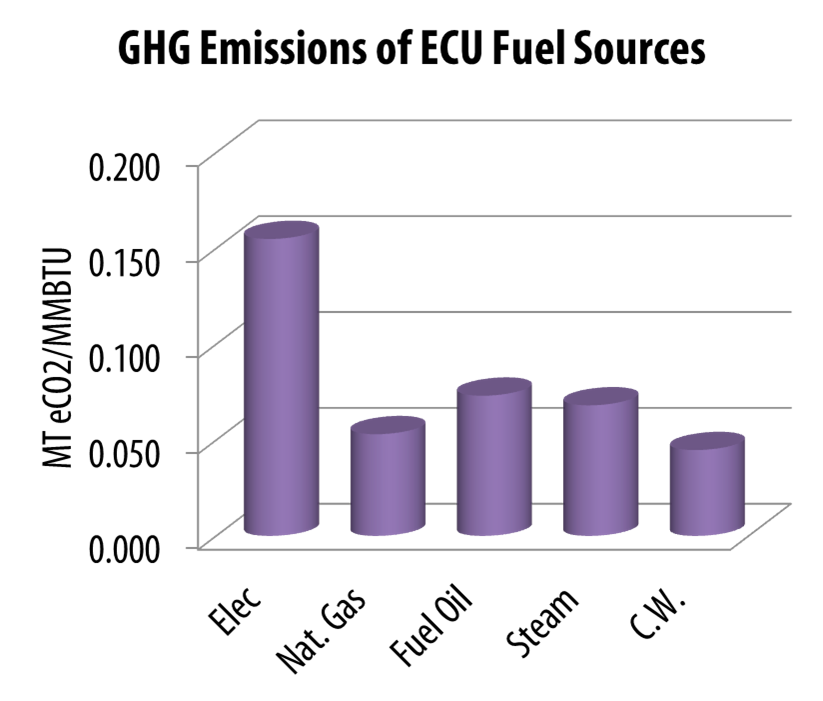 GHG Emissions of ECU Fuel Sources
MT eCO2/MMBTU
0.200
0.150
0.100
0.050
0.000
Elec
Nat. Gas
Fuel Oil
Steam
C.W.